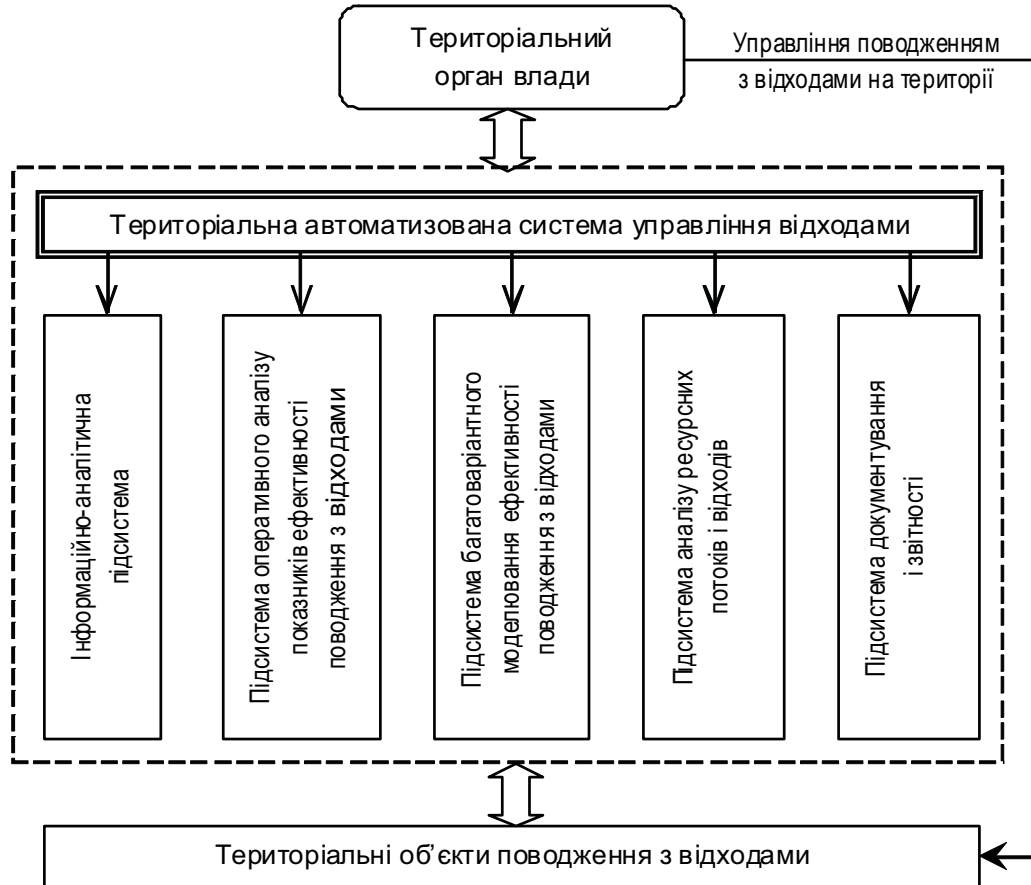 Територіальний
орган влади
Управління поводженням
з відходами на території
Територіальна автоматизована система управління відходами
Інформаційно-аналітична
підсистема
Підсистема оперативного аналізу
показників ефективності
поводження з відходами
Підсистема багатоваріантного
моделювання ефективності
поводження з відходами
Підсистема аналізу ресурсних
потоків і відходів
Підсистема документування
і звітності
Територіальні об’єкти поводження з відходами